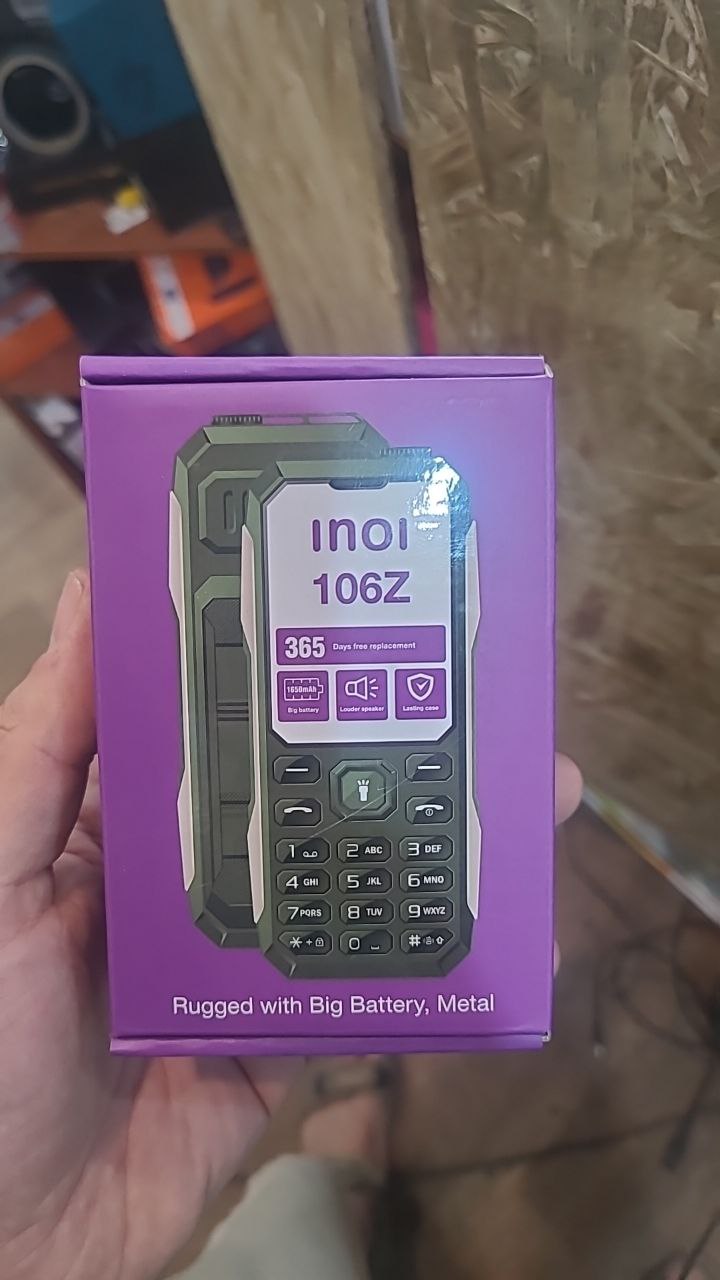 inoi
106Z
365 Days free replacement
1650mAh
Big battery
Louder speaker
Lasting case
1
2 ABC
3 DEF
4 GHI
5 JKL
6 MNO
7 PQRS
8 TUV
9 WXYZ
* +
0
#
Rugged with Big Battery, Metal